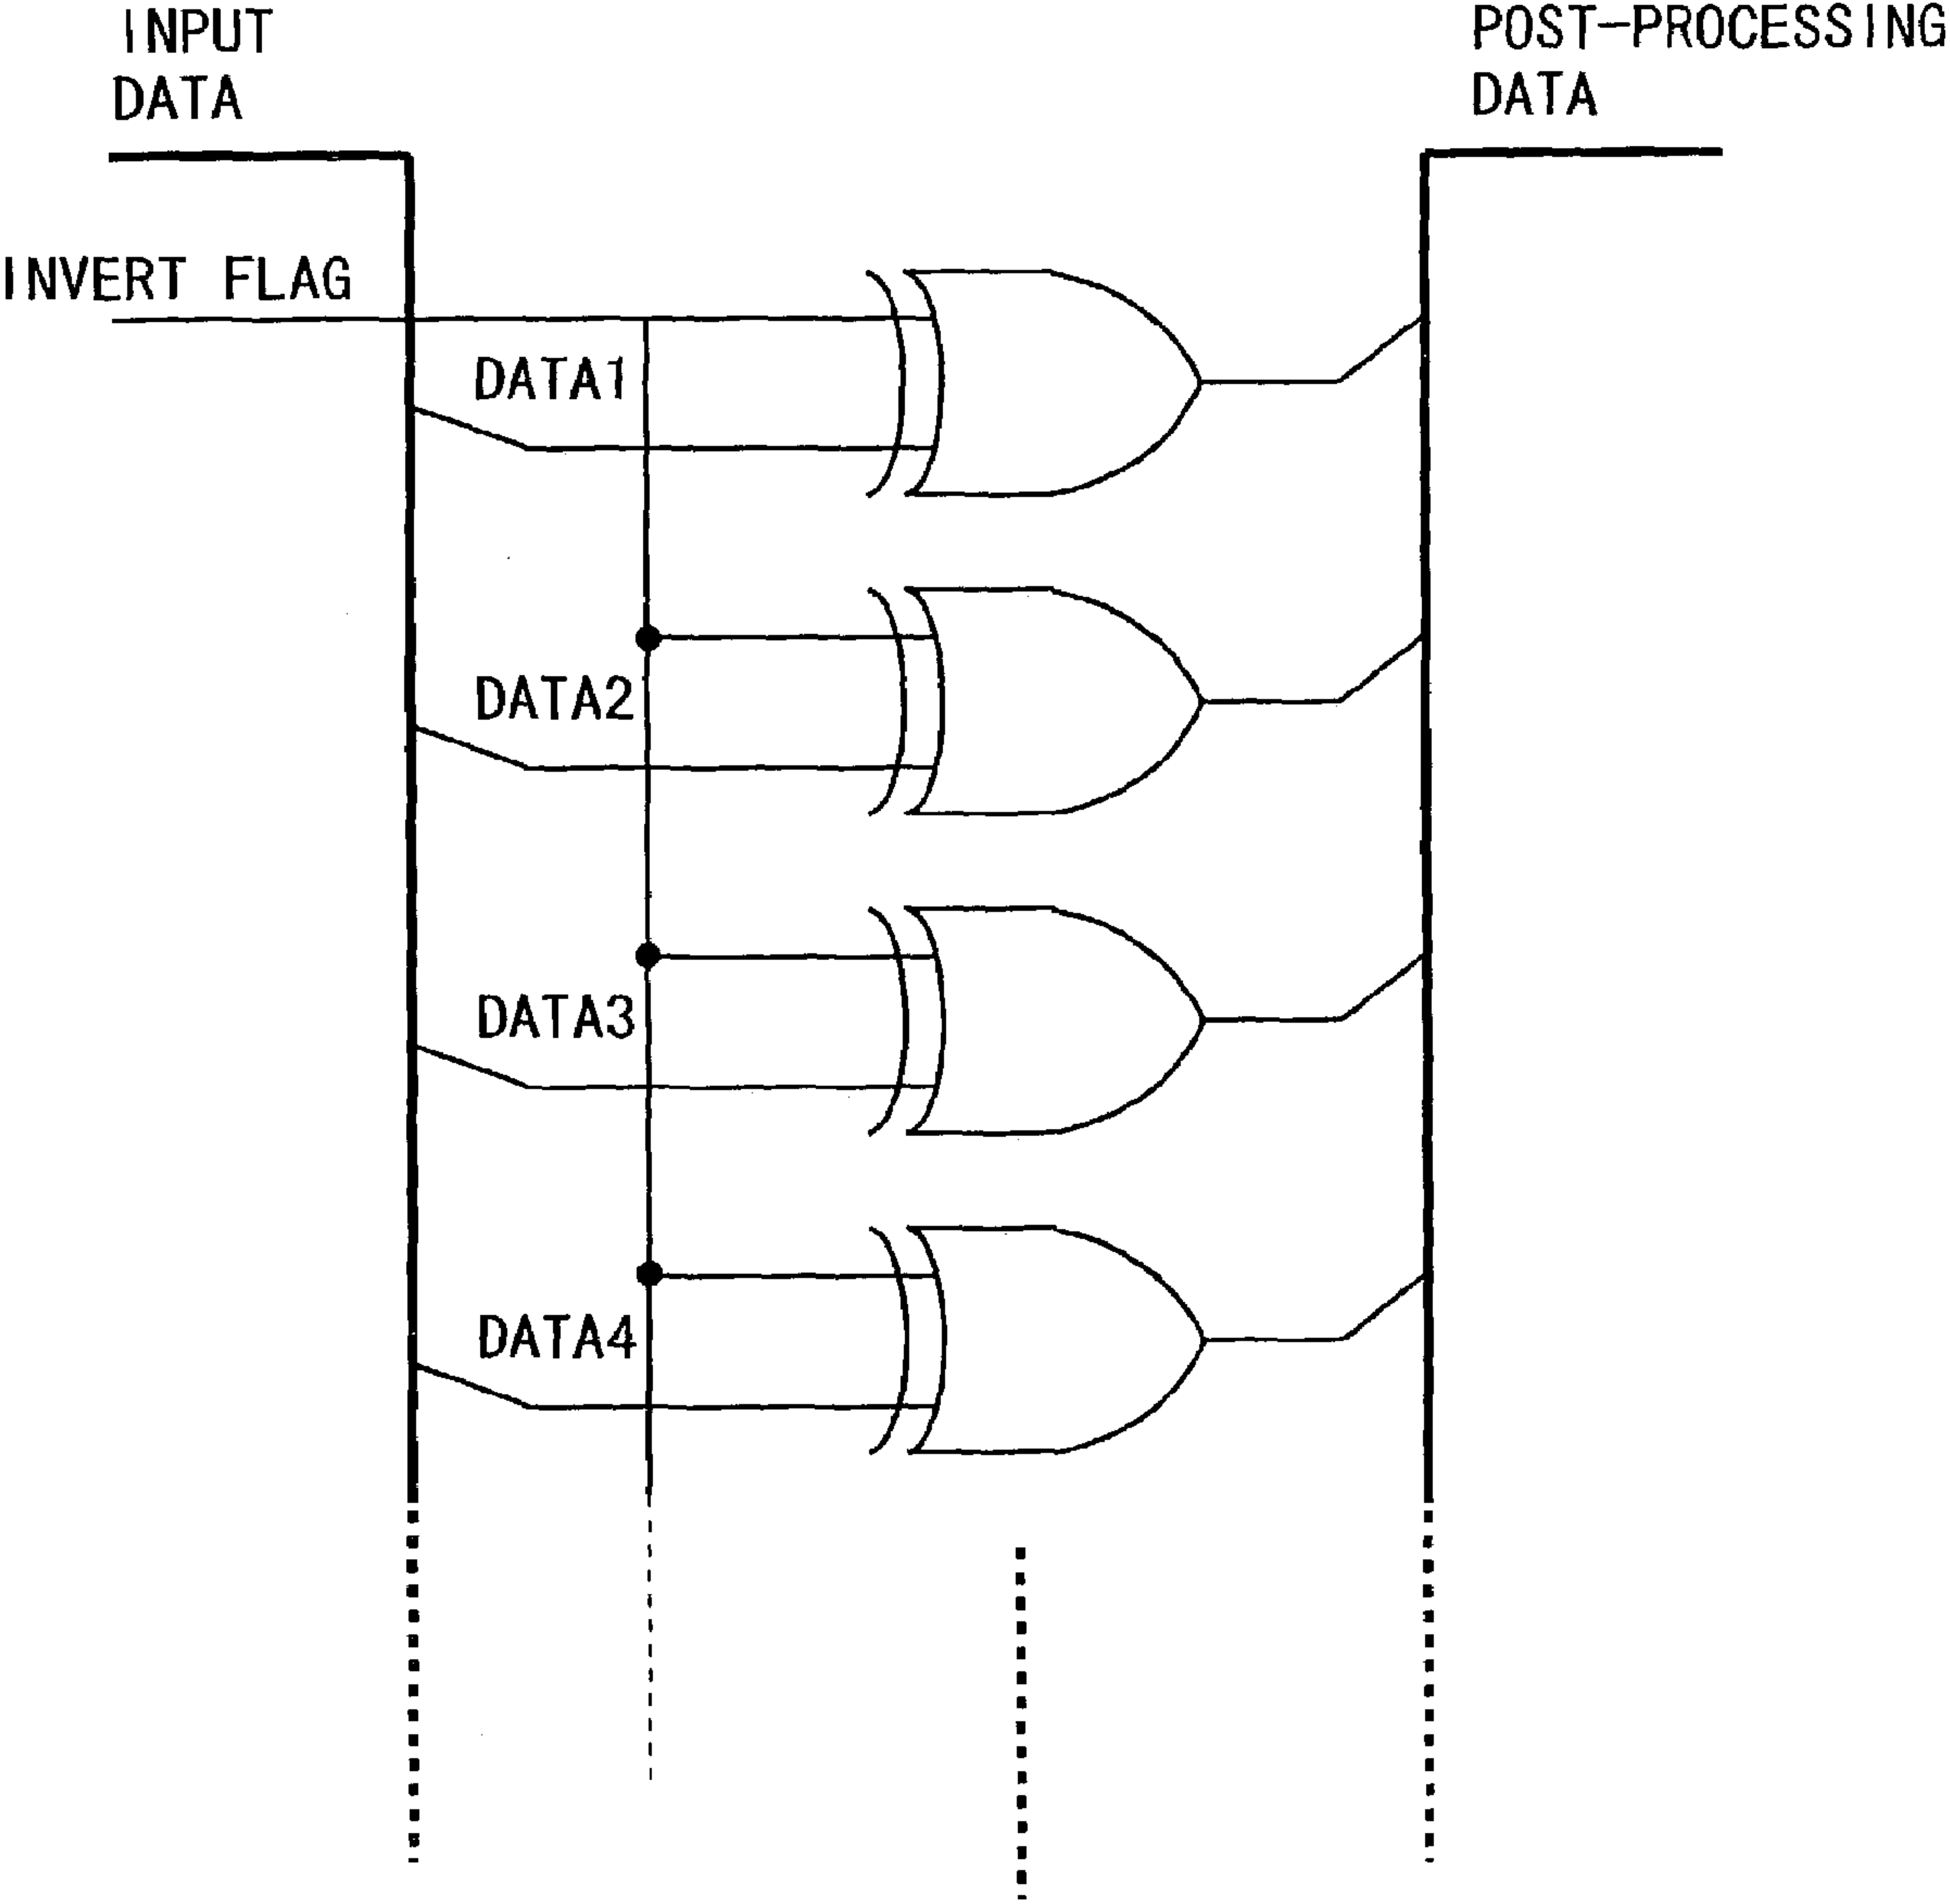 INPUT
DATA
POST-PROCESSING
DATA
INVERT FLAG
DATA1
DATA2
DATA3
DATA4